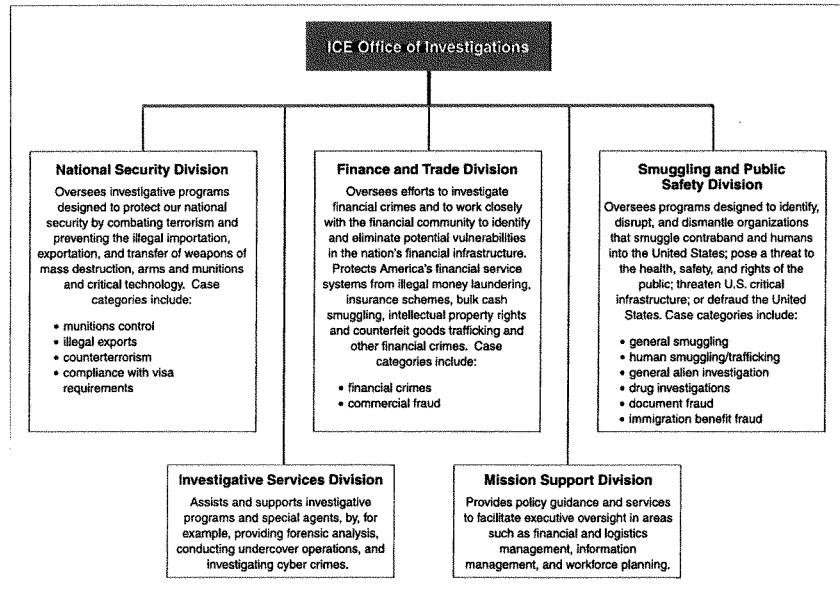 ICE Office of Investigations
National Security Division
Oversees investigative programs
designed to protect our national
security by combating terrorism and
preventing the illegal importation,
exportation, and transfer of weapons of
mass destruction, arms and munitions
and critical technology. Case
categories include:
• munitions control
• illegal exports
• counterterrorism
• compliance with visa
requirements
Finance and Trade Division
Oversees efforts to investigate
financial crimes and to work closely
with the financial community to identify
and eliminate potential vulnerabilities
in the nation's financial infrastructure.
Protects America's financial service
systems from illegal money laundering,
insurance schemes, bulk cash
smuggling, intellectual property rights
and counterfeit goods trafficking and
other financial crimes. Case
categories include:
• financial crimes
• commercial fraud
Smuggling and Public
Safety Division
Oversees programs designed to identify,
disrupt, and dismantle organizations
that smuggle contraband and humans
into the United States; pose a threat to
the health, safety, and rights of the
public; threaten U.S. critical
infrastructure; or defraud the United
States. Case categories include:
• general smuggling
• human smuggling/trafficking
• general alien investigation
• drug investigations
• document fraud
• immigration benefit fraud
Investigative Services Division
Assists and supports investigative
programs and special agents, by, for
example, providing forensic analysis,
conducting undercover operations, and
investigating cyber crimes.
Mission Support Division
Provides policy guidance and services
to facilitate executive oversight in areas
such as financial and logistics
management, information
management, and workforce planning.